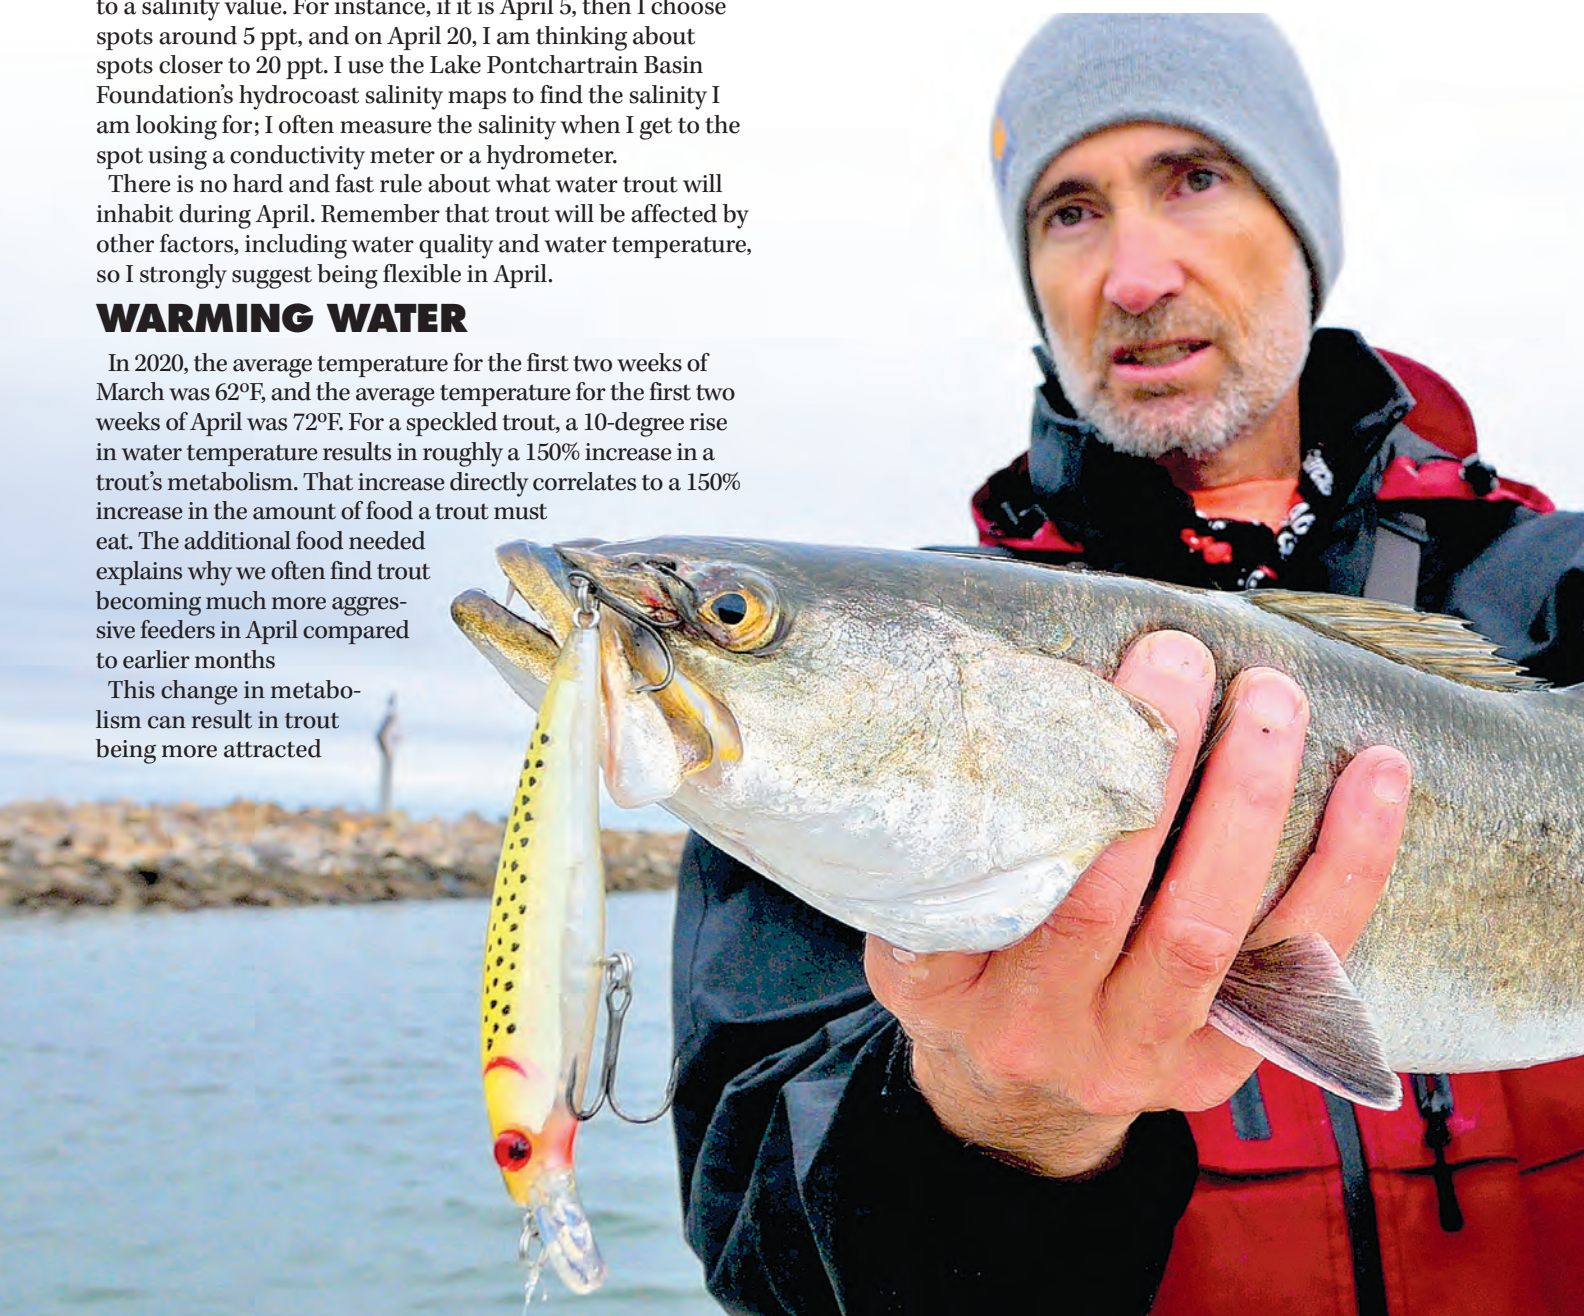 to a salinity value. For instance, if it is April 5, then I choose
spots around 5 ppt, and on April 20, I am thinking about
spots closer to 20 ppt. I use the Lake Pontchartrain Basin
Foundation's hydrocoast salinity maps to find the salinity I
am looking for; I often measure the salinity when I get to the
spot using a conductivity meter or a hydrometer.
There is no hard and fast rule about what water trout will
inhabit during April. Remember that trout will be affected by
other factors, including water quality and water temperature,
so I strongly suggest being flexible in April.
WARMING WATER
In 2020, the average temperature for the first two weeks of
March was 62ºF, and the average temperature for the first two
weeks of April was 72ºF. For a speckled trout, a 10-degree rise
in water temperature results in roughly a 150% increase in a
trout's metabolism. That increase directly correlates to a 150%
increase in the amount of food a trout must
eat. The additional food needed
explains why we often find trout
becoming much more aggres-
sive feeders in April compared
to earlier months
This change in metabo-
lism can result in trout
being more attracted